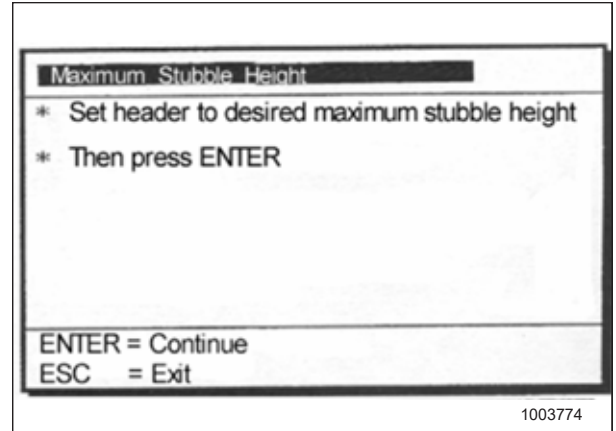 Maximum Stubble Height
* Set header to desired maximum stubble height
* Then press ENTER
ENTER = Continue
ESC = Exit
1003774